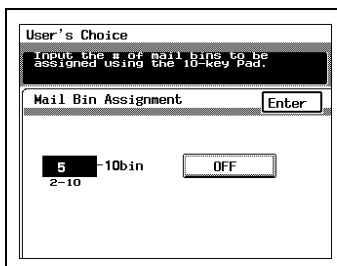 User's Choice
Input the # of mail bins to be
assigned using the 10-key Pad.
Mail Bin Assignment
Enter
5 -10bin
OFF
2-10